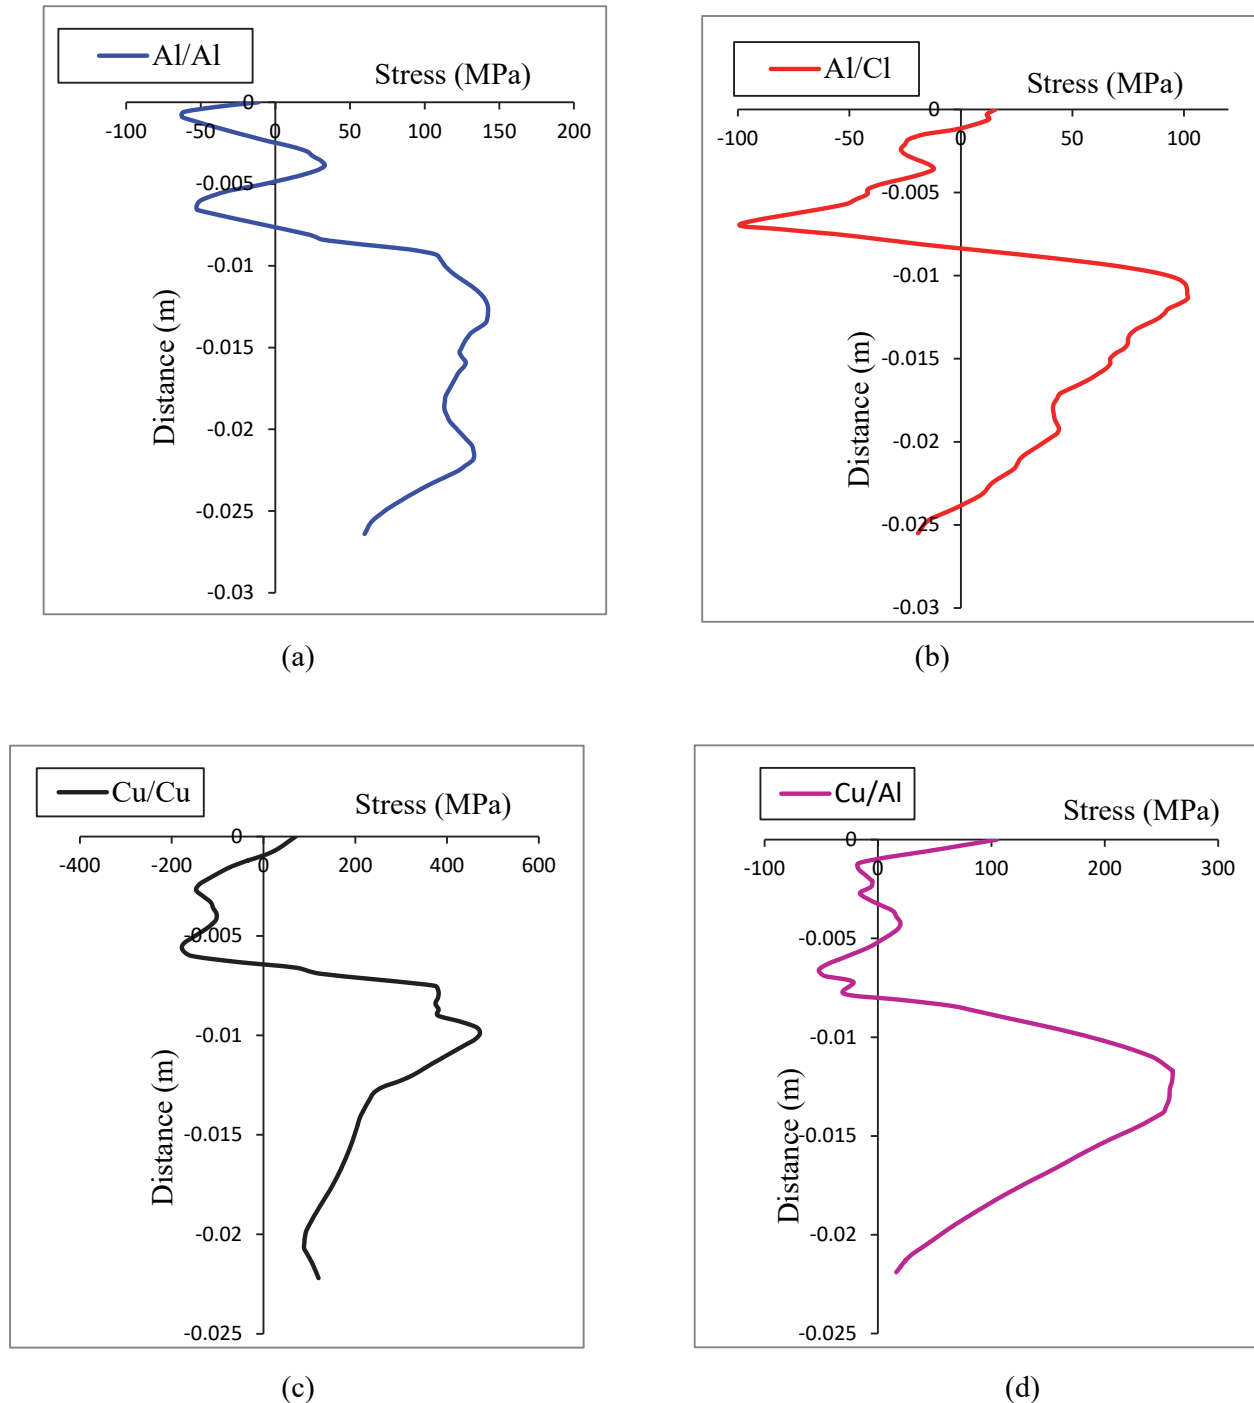 Al/Al
Stress (MPa)
0
-100 -50 0 50 100 150 200
-0.005
-0.01
-0.015
-0.02
-0.025
-0.03
Distance (m)
(a)
Al/Cl
Stress (MPa)
0
-100 -50 0 50 100
-0.005
-0.01
-0.015
-0.02
-0.025
-0.03
Distance (m)
(b)
Cu/Cu
Stress (MPa)
0
-400 -200 0 200 400 600
-0.005
-0.01
-0.015
-0.02
-0.025
Distance (m)
(c)
Cu/Al
Stress (MPa)
0
-100 0 100 200 300
-0.005
-0.01
-0.015
-0.02
-0.025
Distance (m)
(d)